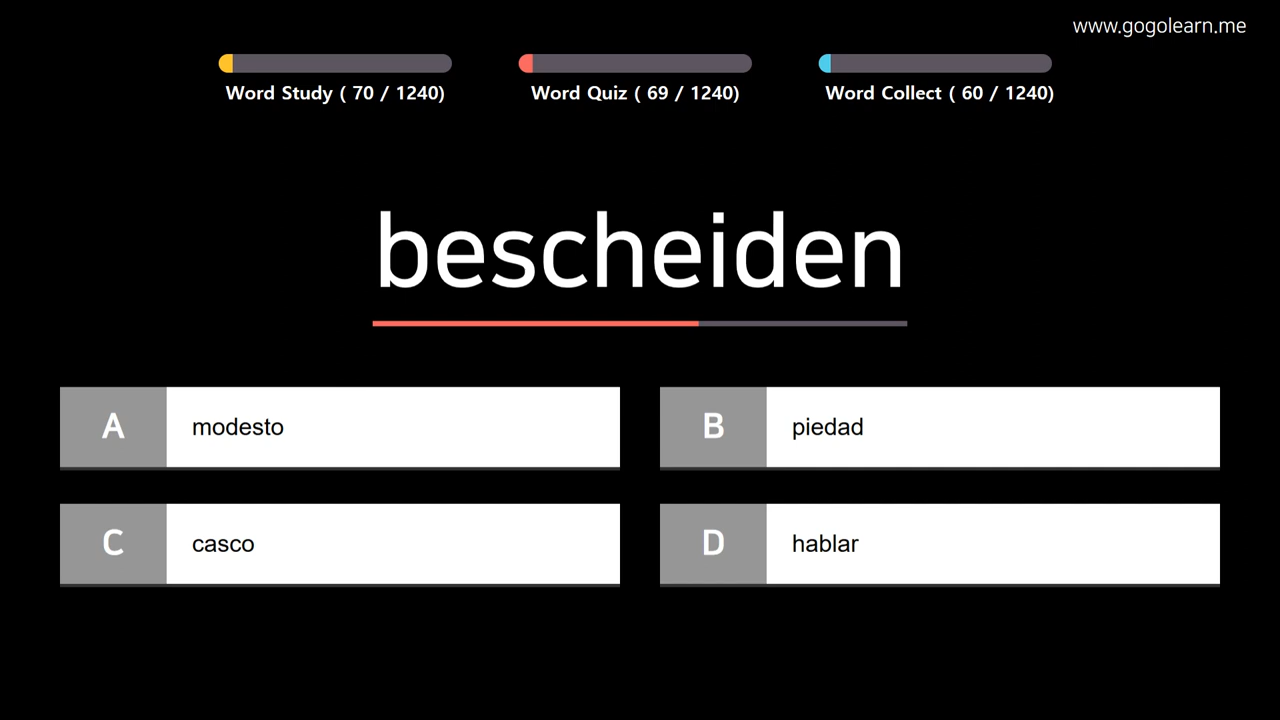 www.gogolearn.me
Word Study ( 70 / 1240)
Word Quiz ( 69 / 1240)
Word Collect ( 60 / 1240)
bescheiden
A modesto
B piedad
C casco
D hablar